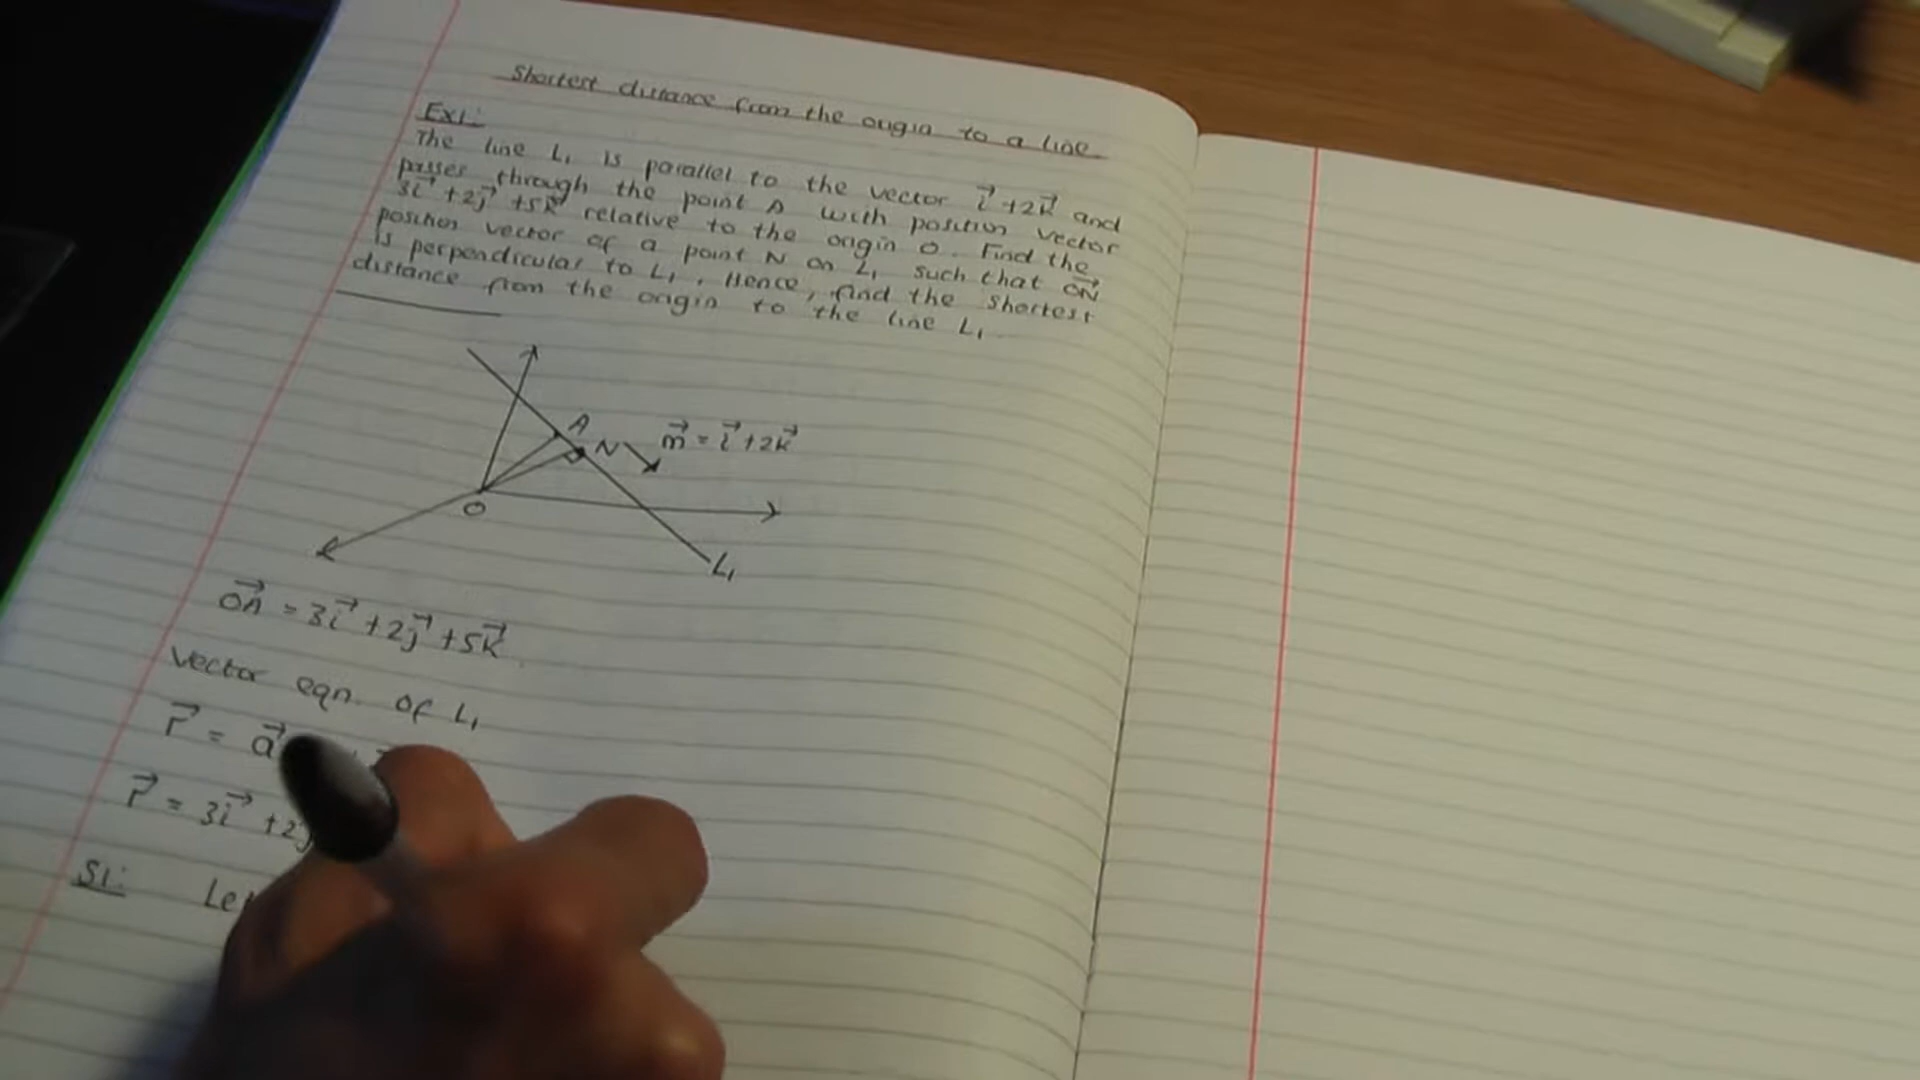 Shortest distance from the origin to a line
Ex1:
The line L₁ is parallel to the vector i⃗ +2k⃗ and
passes through the point A with position vector
3i⃗ +2j⃗ +5k⃗ relative to the origin O. Find the
position vector of a point N on L₁ such that O⃗N⃗
is perpendicular to L₁. Hence, find the shortest
distance from the origin to the line L₁
A
N
m⃗ = i⃗ +2k⃗
O
L₁
O⃗A⃗ = 3i⃗ +2j⃗ +5k⃗
Vector eqn. of L₁
r⃗ = a⃗
r⃗ = 3i⃗ +2j
S1: Let